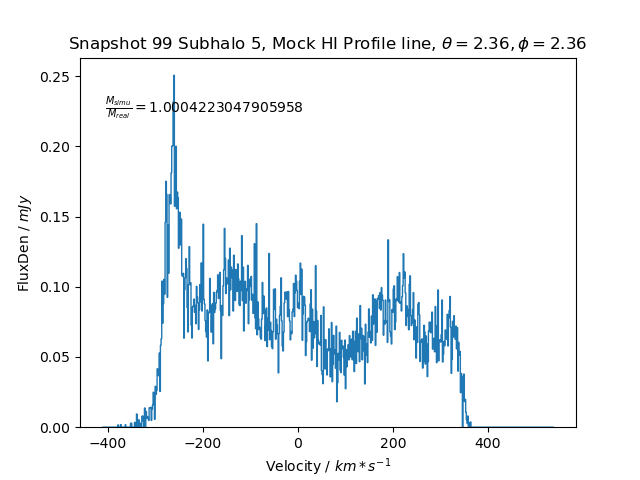 Snapshot 99 Subhalo 5, Mock HI Profile line, θ = 2.36, ϕ = 2.36
M_simu/M_real = 1.0004223047905958
FluxDen / mJy
0.25
0.20
0.15
0.10
0.05
0.00
−400 −200 0 200 400
Velocity / km * s⁻¹